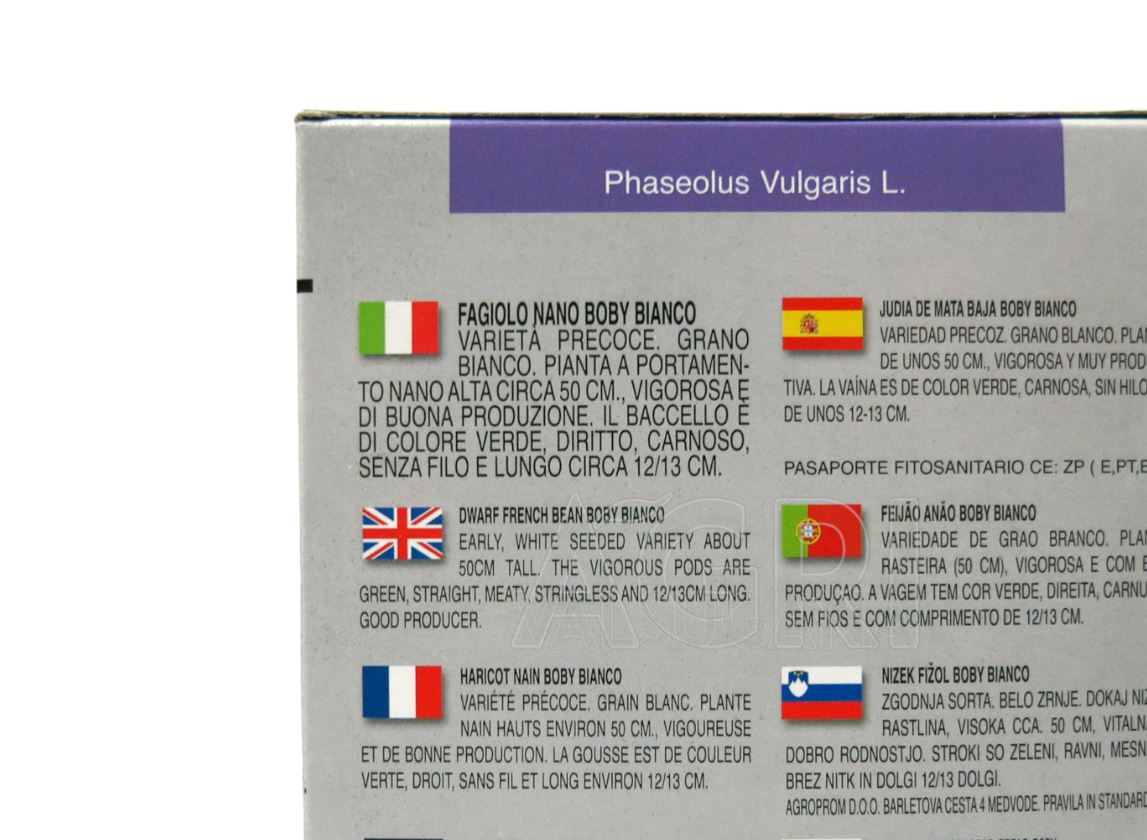 Phaseolus Vulgaris L.
FAGIOLO NANO BOBY BIANCO
VARIETÀ PRECOCE. GRANO
BIANCO. PIANTA A PORTAMEN-
TO NANO ALTA CIRCA 50 CM., VIGOROSA E
DI BUONA PRODUZIONE. IL BACCELLO È
DI COLORE VERDE, DIRITTO, CARNOSO,
SENZA FILO E LUNGO CIRCA 12/13 CM.
DWARF FRENCH BEAN BOBY BIANCO
EARLY, WHITE SEEDED VARIETY ABOUT
50CM TALL. THE VIGOROUS PODS ARE
GREEN, STRAIGHT, MEATY, STRINGLESS AND 12/13CM LONG.
GOOD PRODUCER.
HARICOT NAIN BOBY BIANCO
VARIÉTÉ PRÉCOCE. GRAIN BLANC. PLANTE
NAIN HAUTS ENVIRON 50 CM., VIGOUREUSE
ET DE BONNE PRODUCTION. LA GOUSSE EST DE COULEUR
VERTE, DROIT, SANS FIL ET LONG ENVIRON 12/13 CM.
JUDIA DE MATA BAJA BOBY BIANCO
VARIEDAD PRECOZ. GRANO BLANCO. PLAN
DE UNOS 50 CM., VIGOROSA Y MUY PROD
TIVA. LA VAÍNA ES DE COLOR VERDE, CARNOSA, SIN HILO
DE UNOS 12-13 CM.
PASAPORTE FITOSANITARIO CE: ZP ( E,PT,E
FEIJÃO ANÃO BOBY BIANCO
VARIEDADE DE GRAO BRANCO. PLAN
RASTEIRA (50 CM), VIGOROSA E COM B
PRODUÇAO. A VAGEM TEM COR VERDE, DIREITA, CARNU
SEM FIOS E COM COMPRIMENTO DE 12/13 CM.
NIZEK FIŽOL BOBY BIANCO
ZGODNJA SORTA. BELO ZRNJE. DOKAJ NIZ
RASTLINA, VISOKA CCA. 50 CM, VITALNA
DOBRO RODNOSTJO. STROKI SO ZELENI, RAVNI, MESN
BREZ NITK IN DOLGI 12/13 DOLGI.
AGROPROM D.O.O. BARLETOVA CESTA 4 MEDVODE. PRAVILA IN STANDARD
AGRI